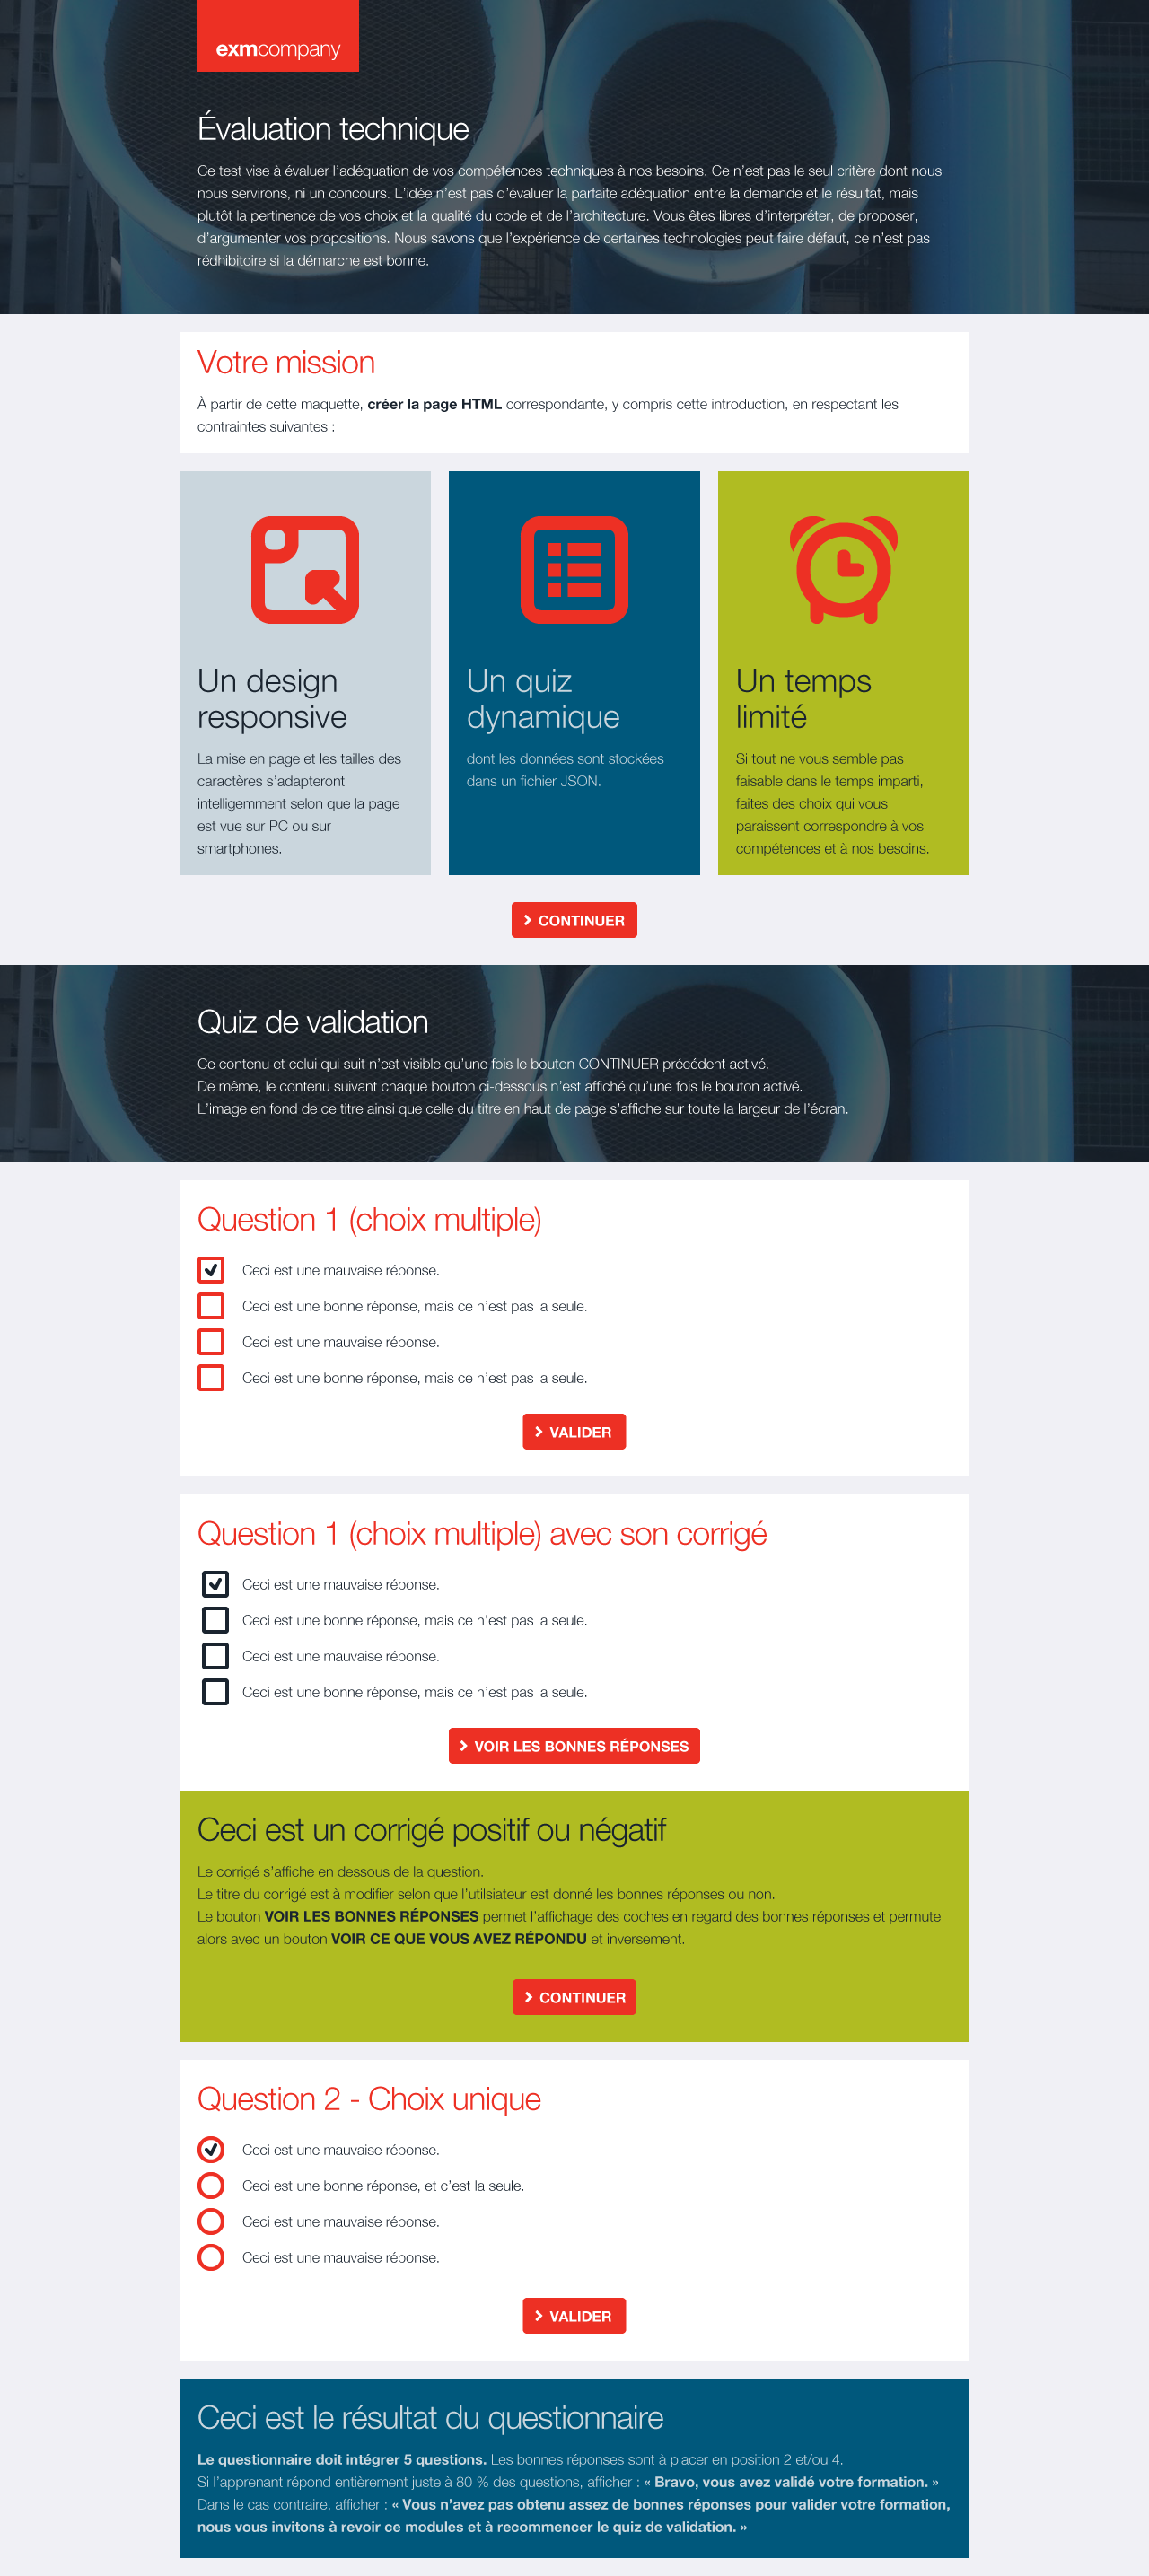 exmcompany
Évaluation technique
Ce test vise à évaluer l’adéquation de vos compétences techniques à nos besoins. Ce n’est pas le seul critère dont nous
nous servirons, ni un concours. L’idée n’est pas d’évaluer la parfaite adéquation entre la demande et le résultat, mais
plutôt la pertinence de vos choix et la qualité du code et de l’architecture. Vous êtes libres d’interpréter, de proposer,
d’argumenter vos propositions. Nous savons que l’expérience de certaines technologies peut faire défaut, ce n’est pas
rédhibitoire si la démarche est bonne.
Votre mission
À partir de cette maquette, créer la page HTML correspondante, y compris cette introduction, en respectant les
contraintes suivantes :
Un design
responsive
La mise en page et les tailles des
caractères s’adapteront
intelligemment selon que la page
est vue sur PC ou sur
smartphones.
Un quiz
dynamique
dont les données sont stockées
dans un fichier JSON.
Un temps
limité
Si tout ne vous semble pas
faisable dans le temps imparti,
faites des choix qui vous
paraissent correspondre à vos
compétences et à nos besoins.
CONTINUER
Quiz de validation
Ce contenu et celui qui suit n’est visible qu’une fois le bouton CONTINUER précédent activé.
De même, le contenu suivant chaque bouton ci-dessous n’est affiché qu’une fois le bouton activé.
L’image en fond de ce titre ainsi que celle du titre en haut de page s’affiche sur toute la largeur de l’écran.
Question 1 (choix multiple)
Ceci est une mauvaise réponse.
Ceci est une bonne réponse, mais ce n’est pas la seule.
Ceci est une mauvaise réponse.
Ceci est une bonne réponse, mais ce n’est pas la seule.
VALIDER
Question 1 (choix multiple) avec son corrigé
Ceci est une mauvaise réponse.
Ceci est une bonne réponse, mais ce n’est pas la seule.
Ceci est une mauvaise réponse.
Ceci est une bonne réponse, mais ce n’est pas la seule.
VOIR LES BONNES RÉPONSES
Ceci est un corrigé positif ou négatif
Le corrigé s’affiche en dessous de la question.
Le titre du corrigé est à modifier selon que l’utilsiateur est donné les bonnes réponses ou non.
Le bouton VOIR LES BONNES RÉPONSES permet l’affichage des coches en regard des bonnes réponses et permute
alors avec un bouton VOIR CE QUE VOUS AVEZ RÉPONDU et inversement.
CONTINUER
Question 2 - Choix unique
Ceci est une mauvaise réponse.
Ceci est une bonne réponse, et c’est la seule.
Ceci est une mauvaise réponse.
Ceci est une mauvaise réponse.
VALIDER
Ceci est le résultat du questionnaire
Le questionnaire doit intégrer 5 questions. Les bonnes réponses sont à placer en position 2 et/ou 4.
Si l’apprenant répond entièrement juste à 80 % des questions, afficher : « Bravo, vous avez validé votre formation. »
Dans le cas contraire, afficher : « Vous n’avez pas obtenu assez de bonnes réponses pour valider votre formation,
nous vous invitons à revoir ce modules et à recommencer le quiz de validation. »